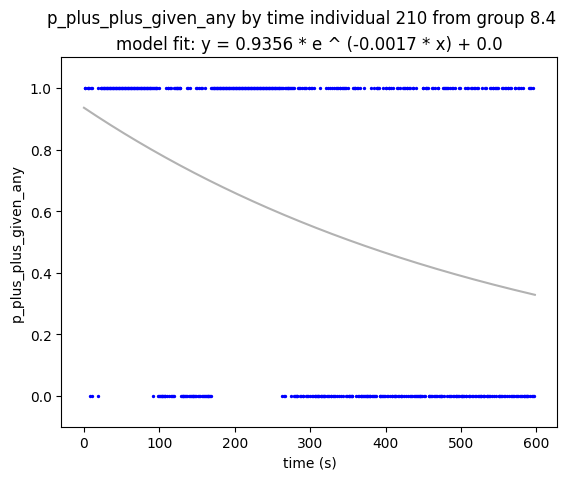 p_plus_plus_given_any by time individual 210 from group 8.4
model fit: y = 0.9356 * e ^ (-0.0017 * x) + 0.0
p_plus_plus_given_any
1.0
0.8
0.6
0.4
0.2
0.0
0 100 200 300 400 500 600
time (s)